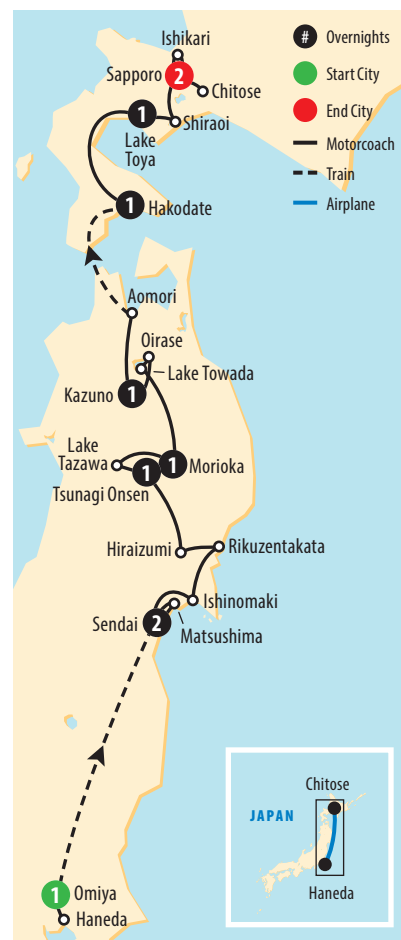 Ishikari
Sapporo
2
Chitose
1
Lake
Toya
Shiraoi
1
Hakodate
# Overnights
Start City
End City
Motorcoach
Train
Airplane
Aomori
Oirase
Lake Towada
Kazuno
1
Lake
Tazawa
1
1
Morioka
Tsunagi Onsen
Hiraizumi
Rikuzentakata
Ishinomaki
Sendai
2
Matsushima
1
Omiya
Haneda
Chitose
JAPAN
Haneda